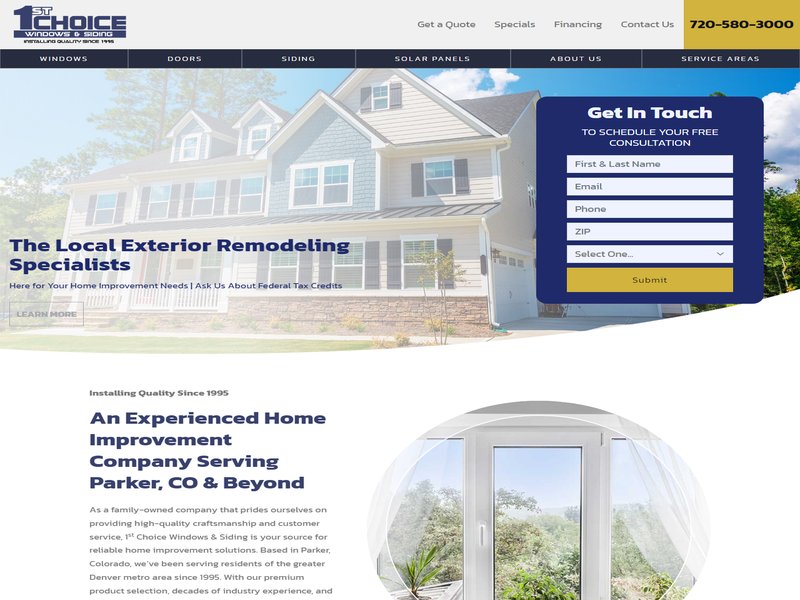 1ST CHOICE
WINDOWS & SIDING
INSTALLING QUALITY SINCE 1995
Get a Quote Specials Financing Contact Us 720-580-3000
WINDOWS DOORS SIDING SOLAR PANELS ABOUT US SERVICE AREAS
Get In Touch
TO SCHEDULE YOUR FREE
CONSULTATION
First & Last Name
Email
Phone
ZIP
Select One...
Submit
The Local Exterior Remodeling
Specialists
Here for Your Home Improvement Needs | Ask Us About Federal Tax Credits
LEARN MORE
Installing Quality Since 1995
An Experienced Home
Improvement
Company Serving
Parker, CO & Beyond
As a family-owned company that prides ourselves on
providing high-quality craftsmanship and customer
service, 1st Choice Windows & Siding is your source for
reliable home improvement solutions. Based in Parker,
Colorado, we've been serving residents of the greater
Denver metro area since 1995. With our premium
product selection, decades of industry experience, and